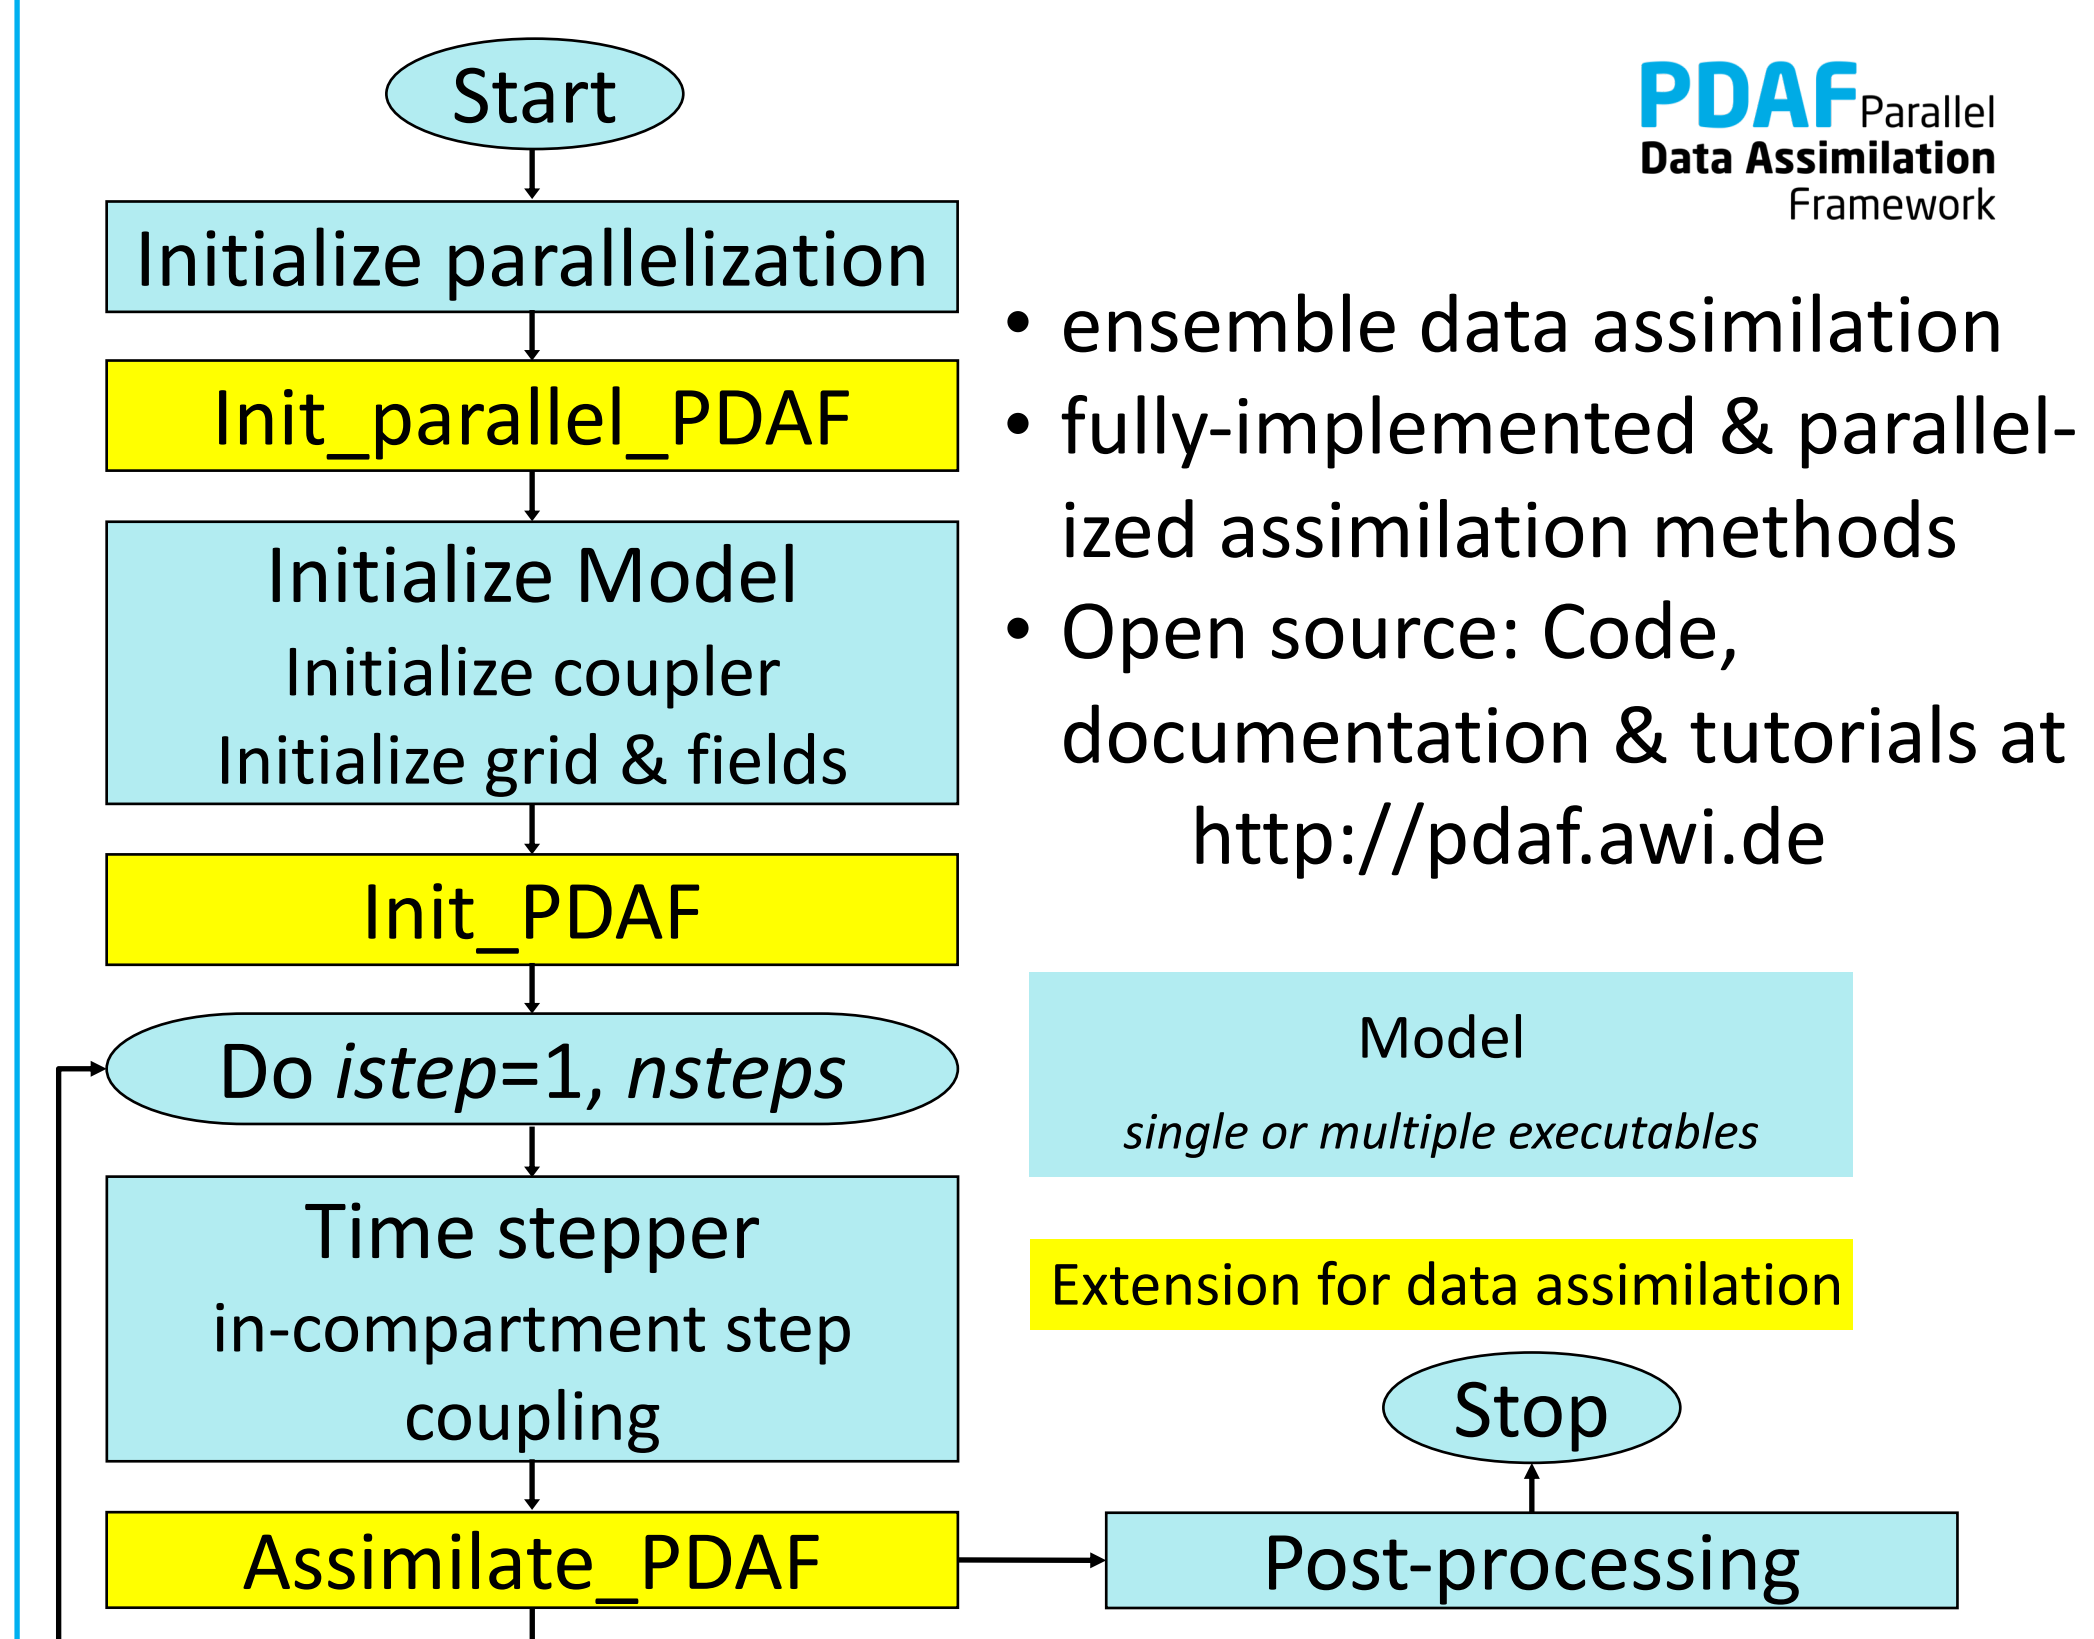 Start
Initialize parallelization
Init_parallel_PDAF
Initialize Model
Initialize coupler
Initialize grid & fields
Init_PDAF
Do istep=1, nsteps
Time stepper
in-compartment step
coupling
Assimilate_PDAF
PDAF Parallel
Data Assimilation
Framework
• ensemble data assimilation
• fully-implemented & parallel-
ized assimilation methods
• Open source: Code,
documentation & tutorials at
http://pdaf.awi.de
Model
single or multiple executables
Extension for data assimilation
Stop
Post-processing